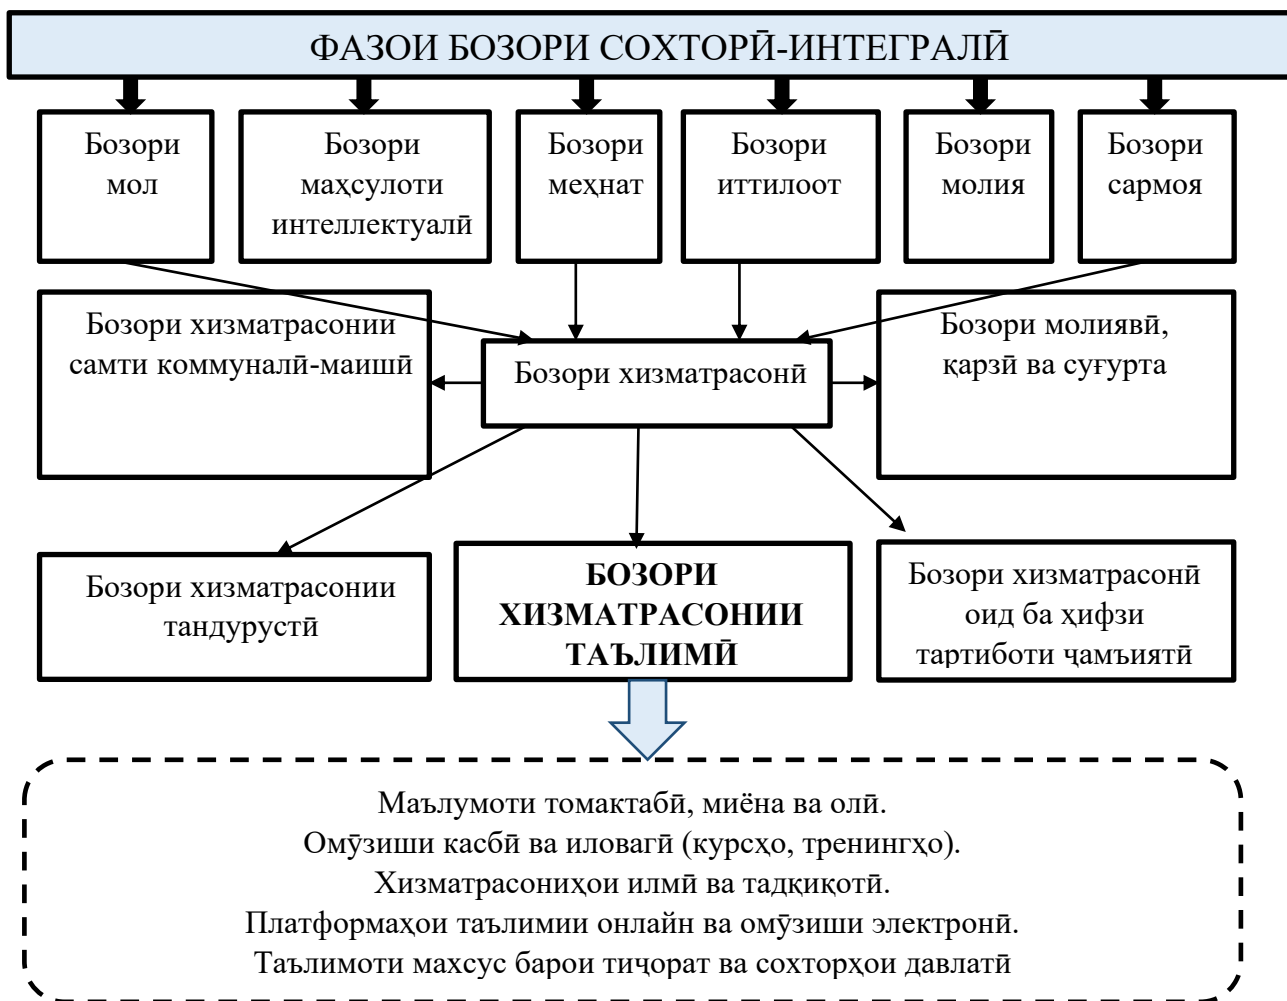 ФАЗОИ БОЗОРИ СОХТОРӢ-ИНТЕГРАЛӢ
Бозори
мол
Бозори
маҳсулоти
интеллектуалӣ
Бозори
меҳнат
Бозори
иттилоот
Бозори
молия
Бозори
сармоя
Бозори хизматрасонии
самти коммуналӣ-маишӣ
Бозори хизматрасонӣ
Бозори молиявӣ,
қарзӣ ва суғурта
Бозори хизматрасонии
тандурустӣ
БОЗОРИ
ХИЗМАТРАСОНИИ
ТАЪЛИМӢ
Бозори хизматрасонӣ
оид ба ҳифзи
тартиботи ҷамъиятӣ
Маълумоти томактабӣ, миёна ва олӣ.
Омӯзиши касбӣ ва иловагӣ (курсҳо, тренингҳо).
Хизматрасониҳои илмӣ ва тадқиқотӣ.
Платформаҳои таълимии онлайн ва омӯзиши электронӣ.
Таълимоти махсус барои тиҷорат ва сохторҳои давлатӣ